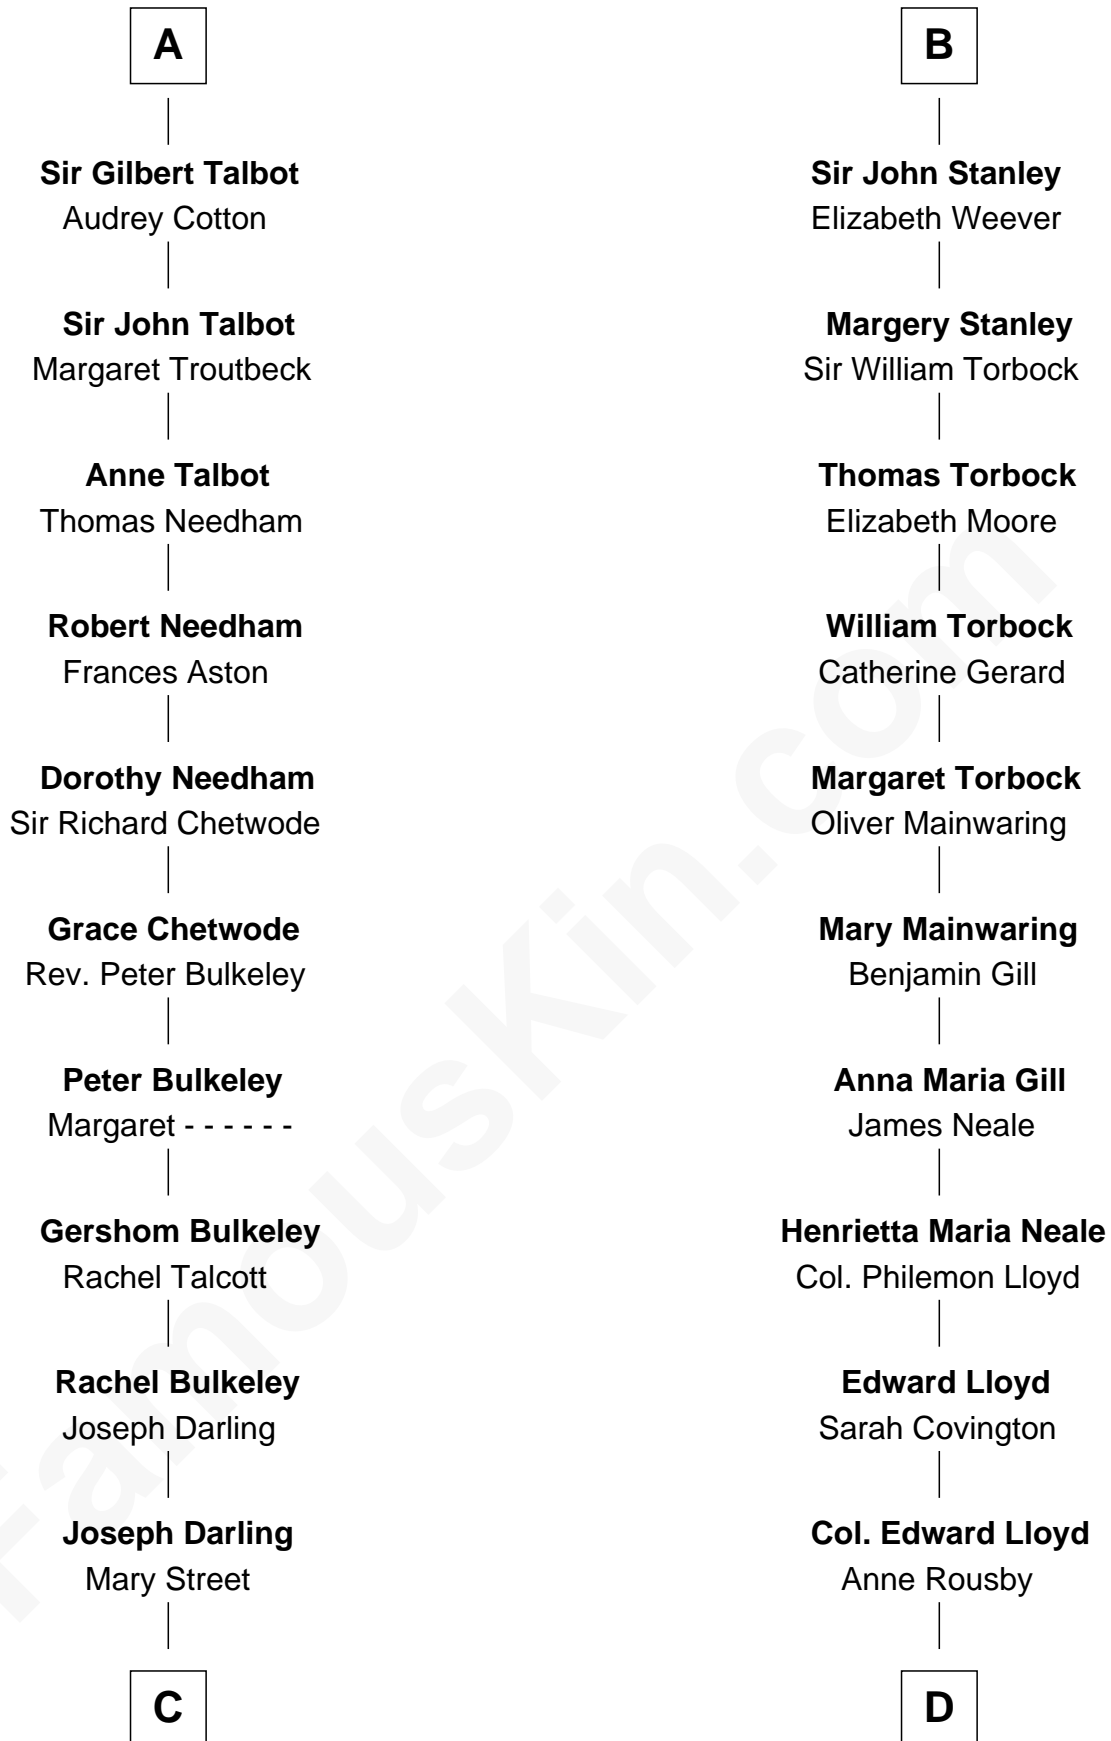 A
Sir Gilbert Talbot
Audrey Cotton
Sir John Talbot
Margaret Troutbeck
Anne Talbot
Thomas Needham
Robert Needham
Frances Aston
Dorothy Needham
Sir Richard Chetwode
Grace Chetwode
Rev. Peter Bulkeley
Peter Bulkeley
Margaret - - - - - -
Gershom Bulkeley
Rachel Talcott
Rachel Bulkeley
Joseph Darling
Joseph Darling
Mary Street
C
B
Sir John Stanley
Elizabeth Weever
Margery Stanley
Sir William Torbock
Thomas Torbock
Elizabeth Moore
William Torbock
Catherine Gerard
Margaret Torbock
Oliver Mainwaring
Mary Mainwaring
Benjamin Gill
Anna Maria Gill
James Neale
Henrietta Maria Neale
Col. Philemon Lloyd
Edward Lloyd
Sarah Covington
Col. Edward Lloyd
Anne Rousby
D
FamousKin.com